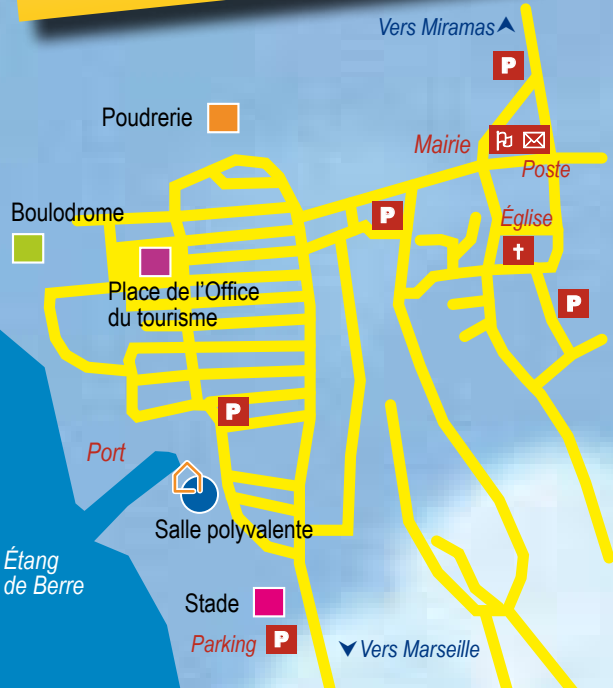 Vers Miramas
P
Poudrerie
Mairie
Poste
Boulodrome
P
Église
Place de l'Office
du tourisme
P
P
Port
Salle polyvalente
Étang
de Berre
Stade
Parking P
Vers Marseille